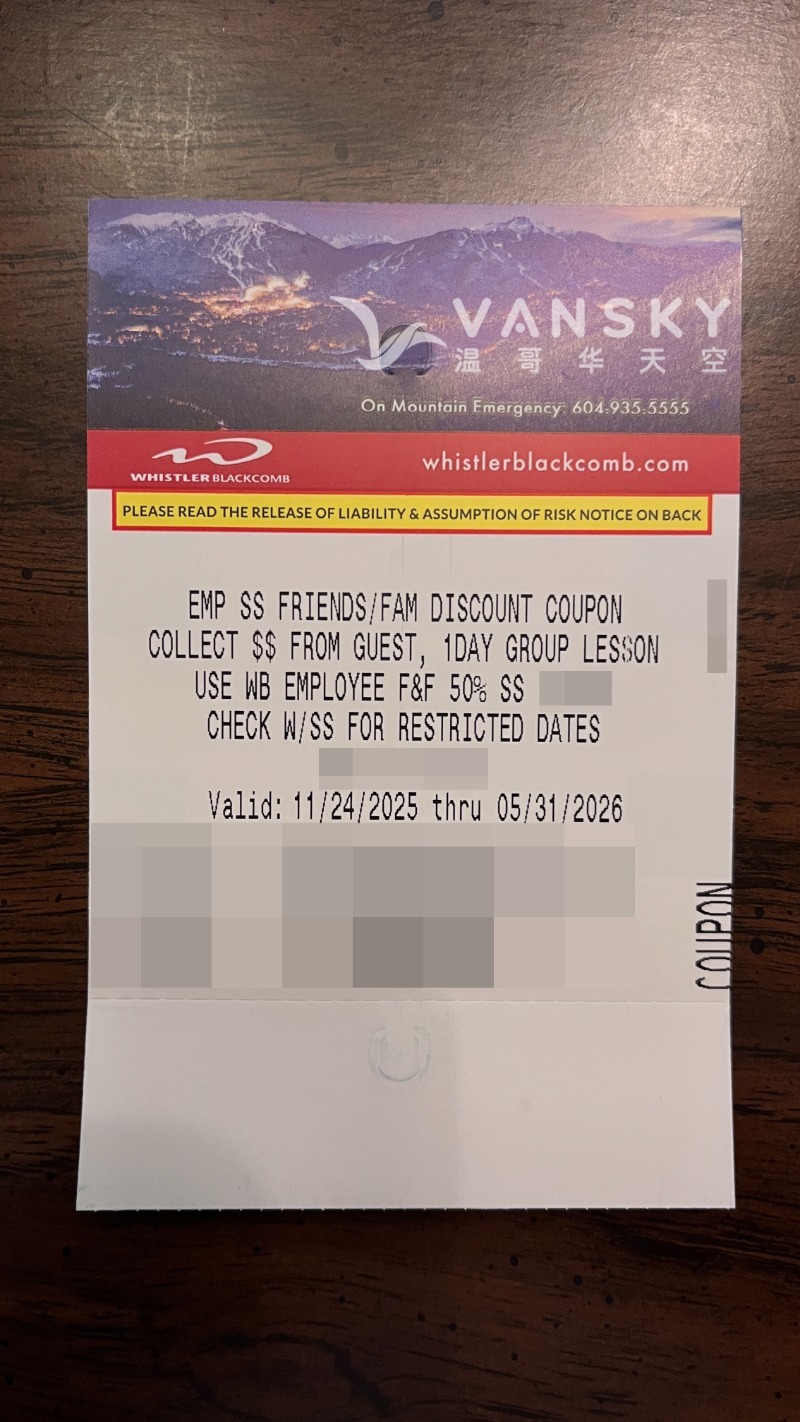 VANSKY
温哥华天空
On Mountain Emergency: 604-935-5555
WHISTLERBLACKCOMB
whistlerblackcomb.com
PLEASE READ THE RELEASE OF LIABILITY & ASSUMPTION OF RISK NOTICE ON BACK
EMP SS FRIENDS/FAM DISCOUNT COUPON
COLLECT $$ FROM GUEST, 1DAY GROUP LESSON
USE WB EMPLOYEE F&F 50% SS
CHECK W/SS FOR RESTRICTED DATES
Valid: 11/24/2025 thru 05/31/2026
COUPON